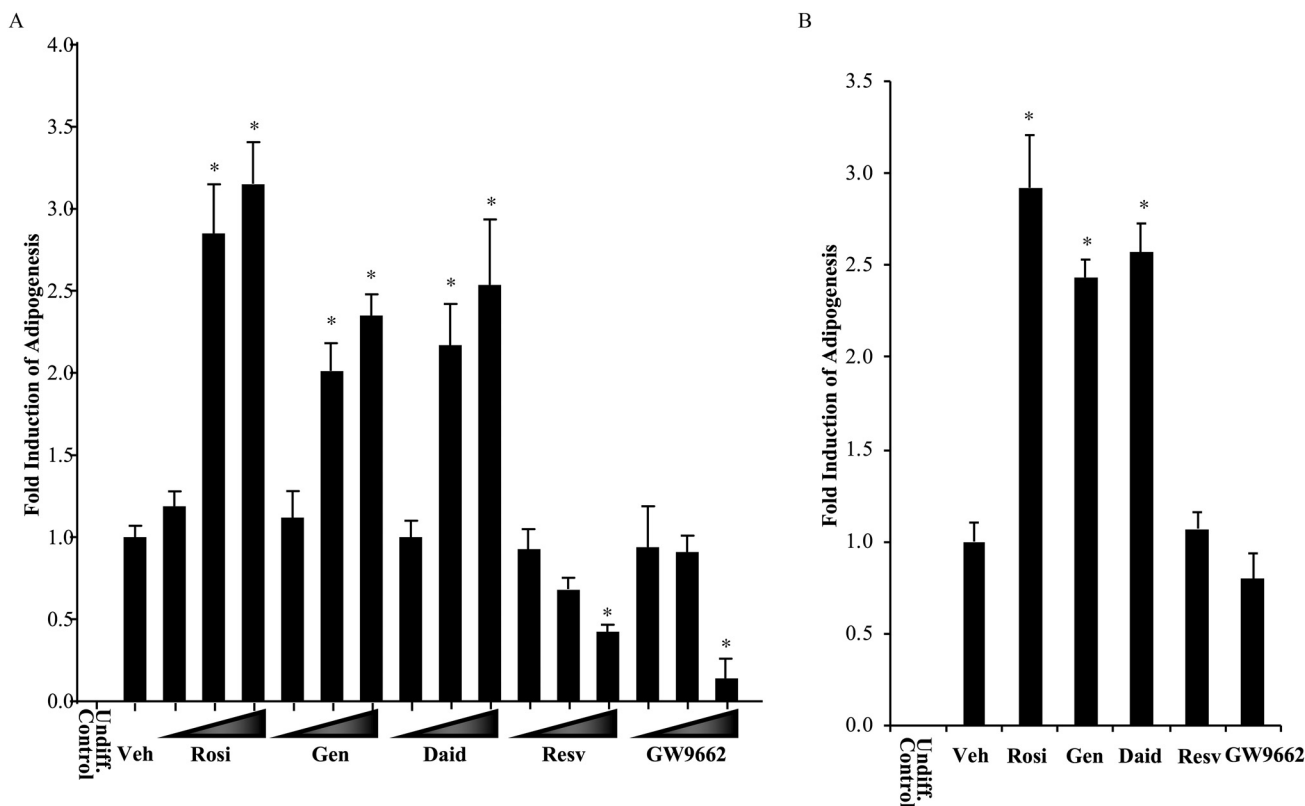 A
Fold Induction of Adipogenesis
4.0
3.5
3.0
2.5
2.0
1.5
1.0
0.5
0.0
* * * * * * * *
Undiff.
Control
Veh Rosi Gen Daid Resv GW9662
B
Fold Induction of Adipogenesis
3.5
3.0
2.5
2.0
1.5
1.0
0.5
0.0
* * *
Undiff.
Control
Veh Rosi Gen Daid Resv GW9662